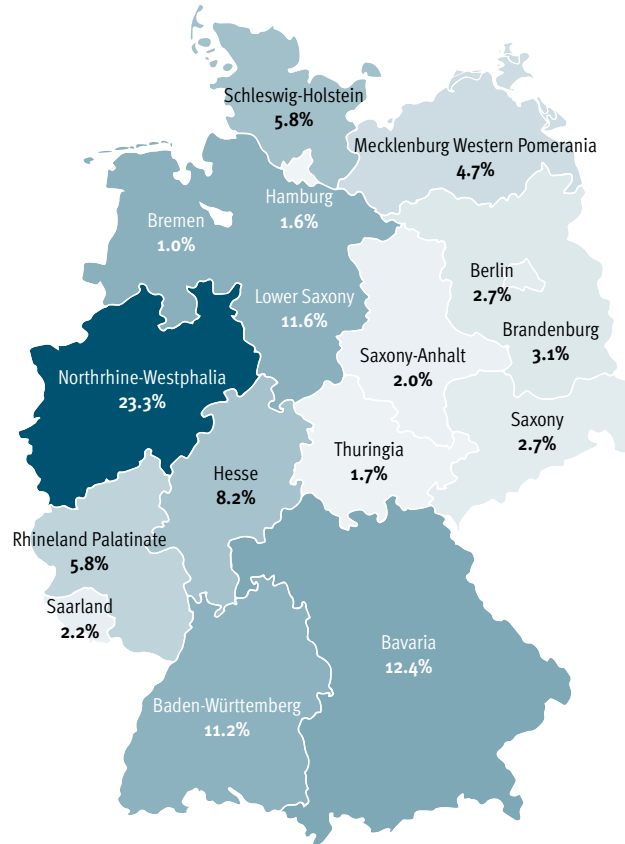 Schleswig-Holstein
5.8%
Mecklenburg Western Pomerania
4.7%
Hamburg
1.6%
Bremen
1.0%
Berlin
2.7%
Lower Saxony
11.6%
Brandenburg
3.1%
Saxony-Anhalt
2.0%
Northrhine-Westphalia
23.3%
Saxony
2.7%
Thuringia
1.7%
Hesse
8.2%
Rhineland Palatinate
5.8%
Saarland
2.2%
Bavaria
12.4%
Baden-Württemberg
11.2%